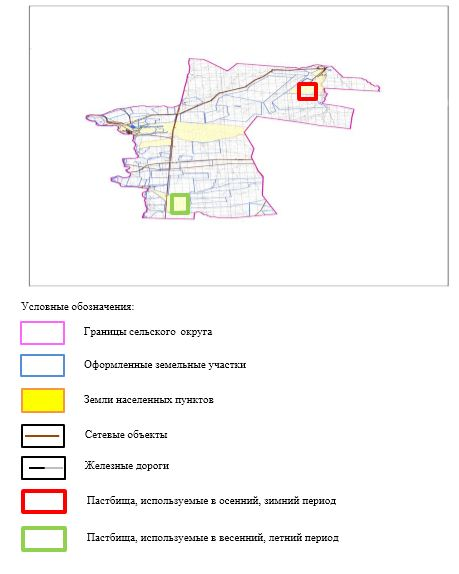 Условные обозначения:
Границы сельского округа
Оформленные земельные участки
Земли населенных пунктов
Сетевые объекты
Железные дороги
Пастбища, используемые в осенний, зимний период
Пастбища, используемые в весенний, летний период